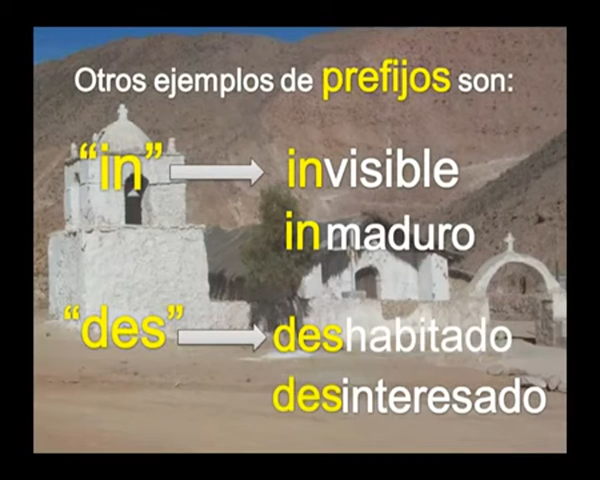 Otros ejemplos de prefijos son:
“in” invisible
inmaduro
“des” deshabitado
desinteresado